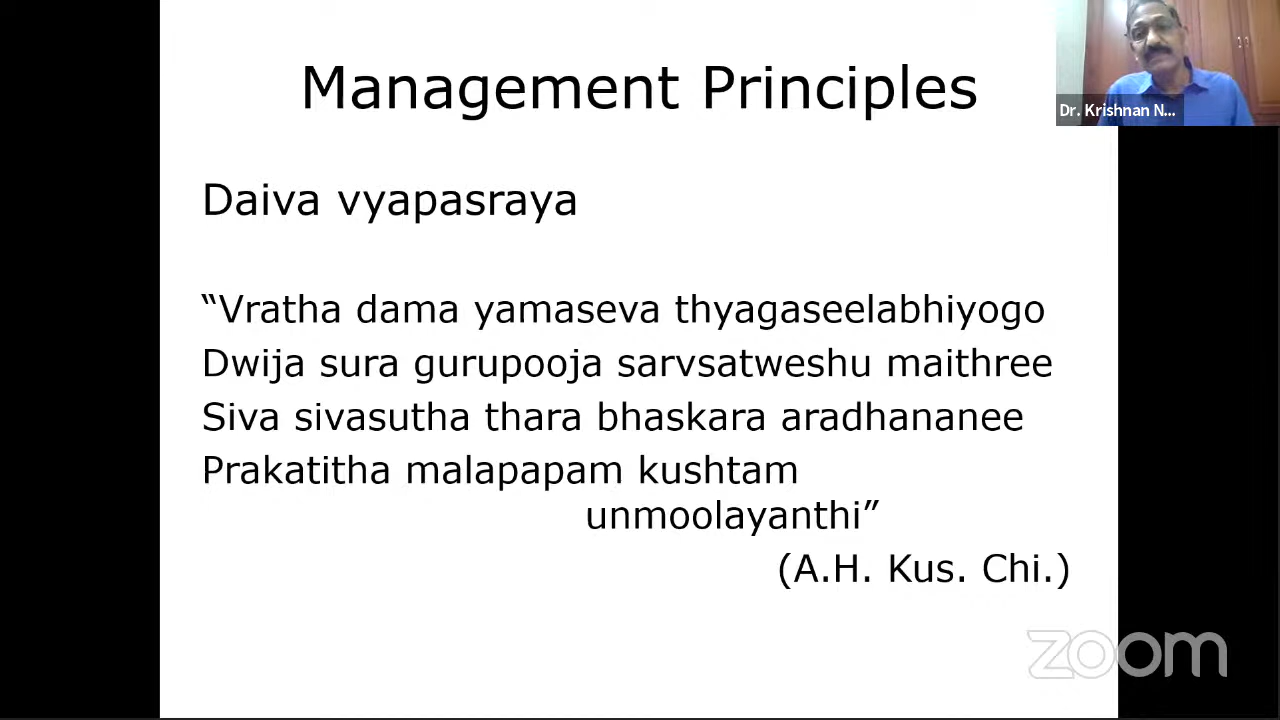 Management Principles
Dr. Krishnan N...
Daiva vyapasraya
“Vratha dama yamaseva thyagaseelabhiyogo
Dwija sura gurupooja sarvsatweshu maithree
Siva sivasutha thara bhaskara aradhananee
Prakatitha malapapam kushtam
unmoolayanthi”
(A.H. Kus. Chi.)
zoom